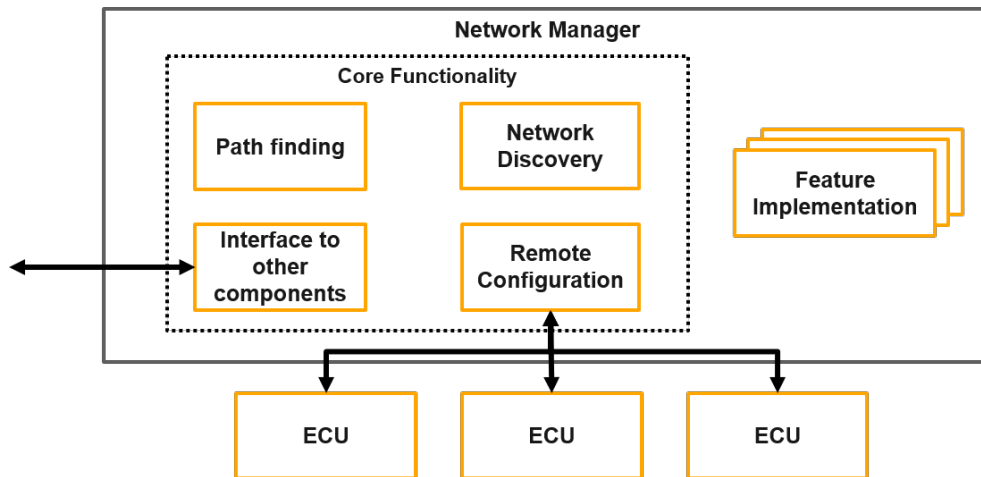 Network Manager
Core Functionality
Path finding
Network
Discovery
Feature
Implementation
Interface to
other
components
Remote
Configuration
ECU
ECU
ECU